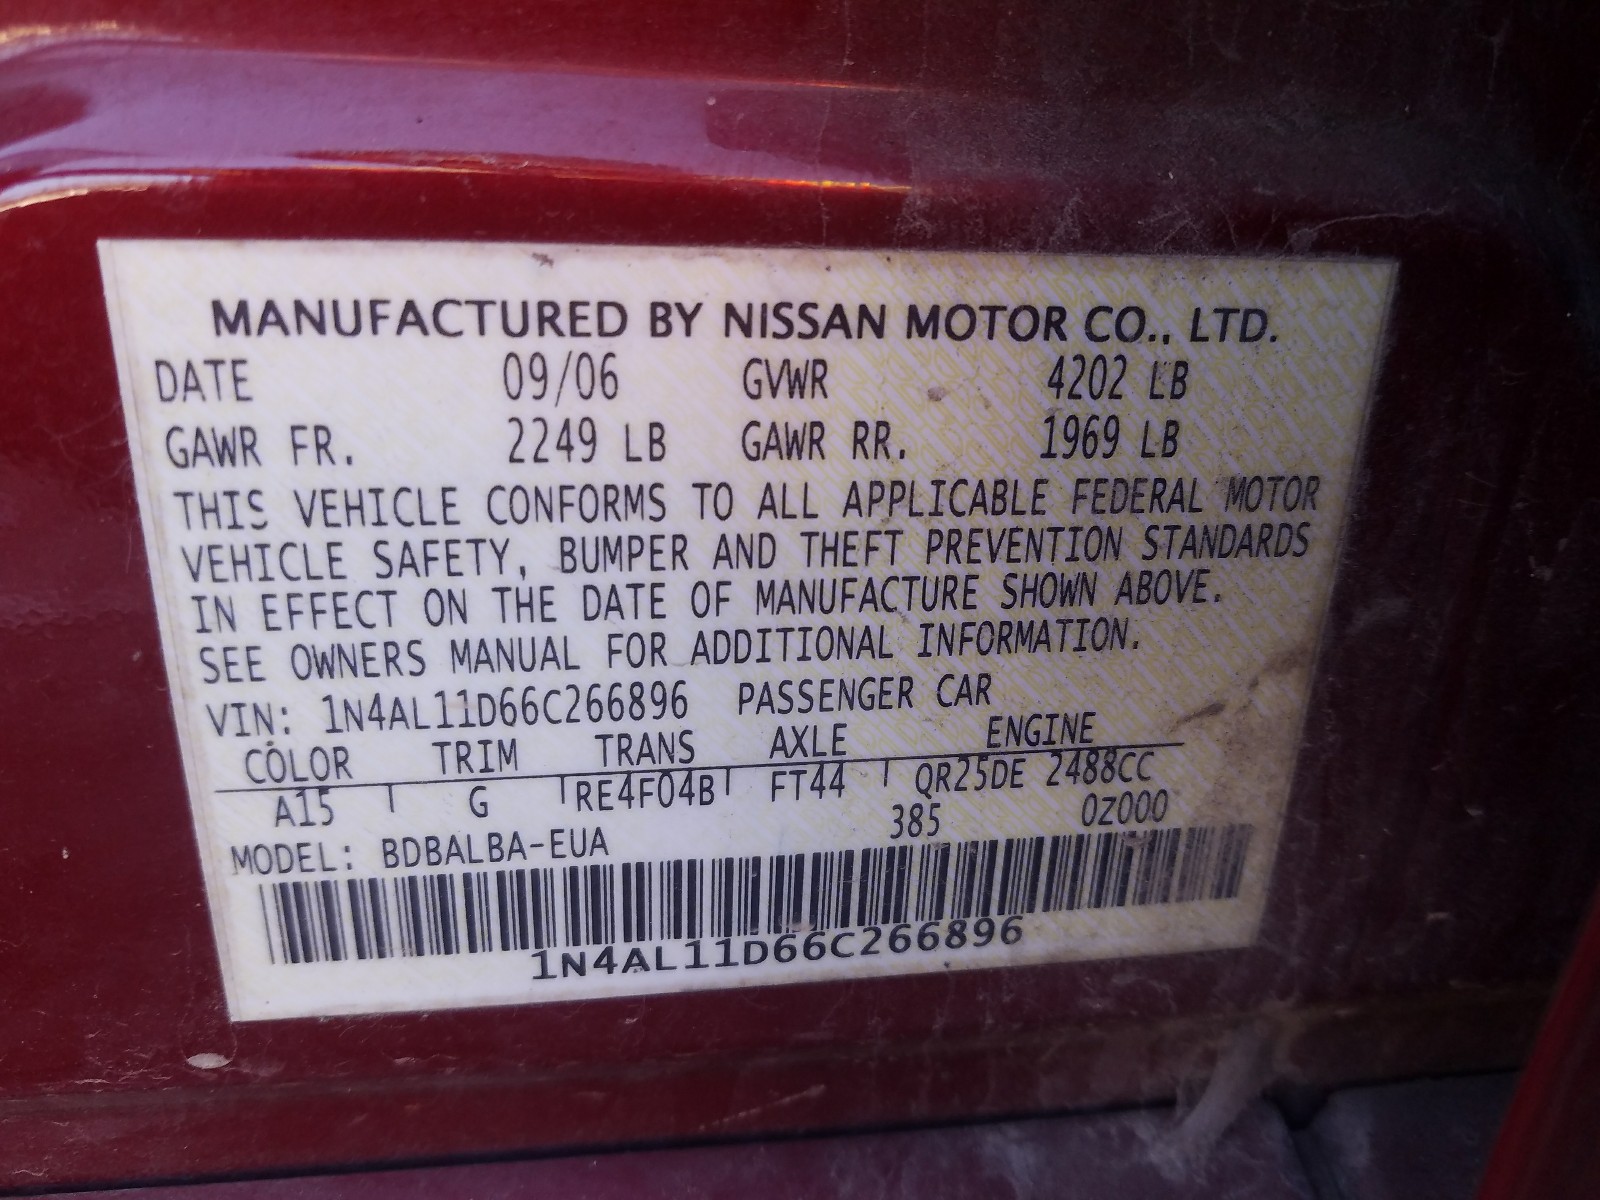 MANUFACTURED BY NISSAN MOTOR CO., LTD.
DATE 09/06 GVWR 4202 LB
GAWR FR. 2249 LB GAWR RR. 1969 LB
THIS VEHICLE CONFORMS TO ALL APPLICABLE FEDERAL MOTOR
VEHICLE SAFETY, BUMPER AND THEFT PREVENTION STANDARDS
IN EFFECT ON THE DATE OF MANUFACTURE SHOWN ABOVE.
SEE OWNERS MANUAL FOR ADDITIONAL INFORMATION.
VIN: 1N4AL11D66C266896 PASSENGER CAR
COLOR TRIM TRANS AXLE ENGINE
A15 G RE4F04B FT44 QR25DE 2488CC
385 0Z000
MODEL: BDBALBA-EUA
1N4AL11D66C266896